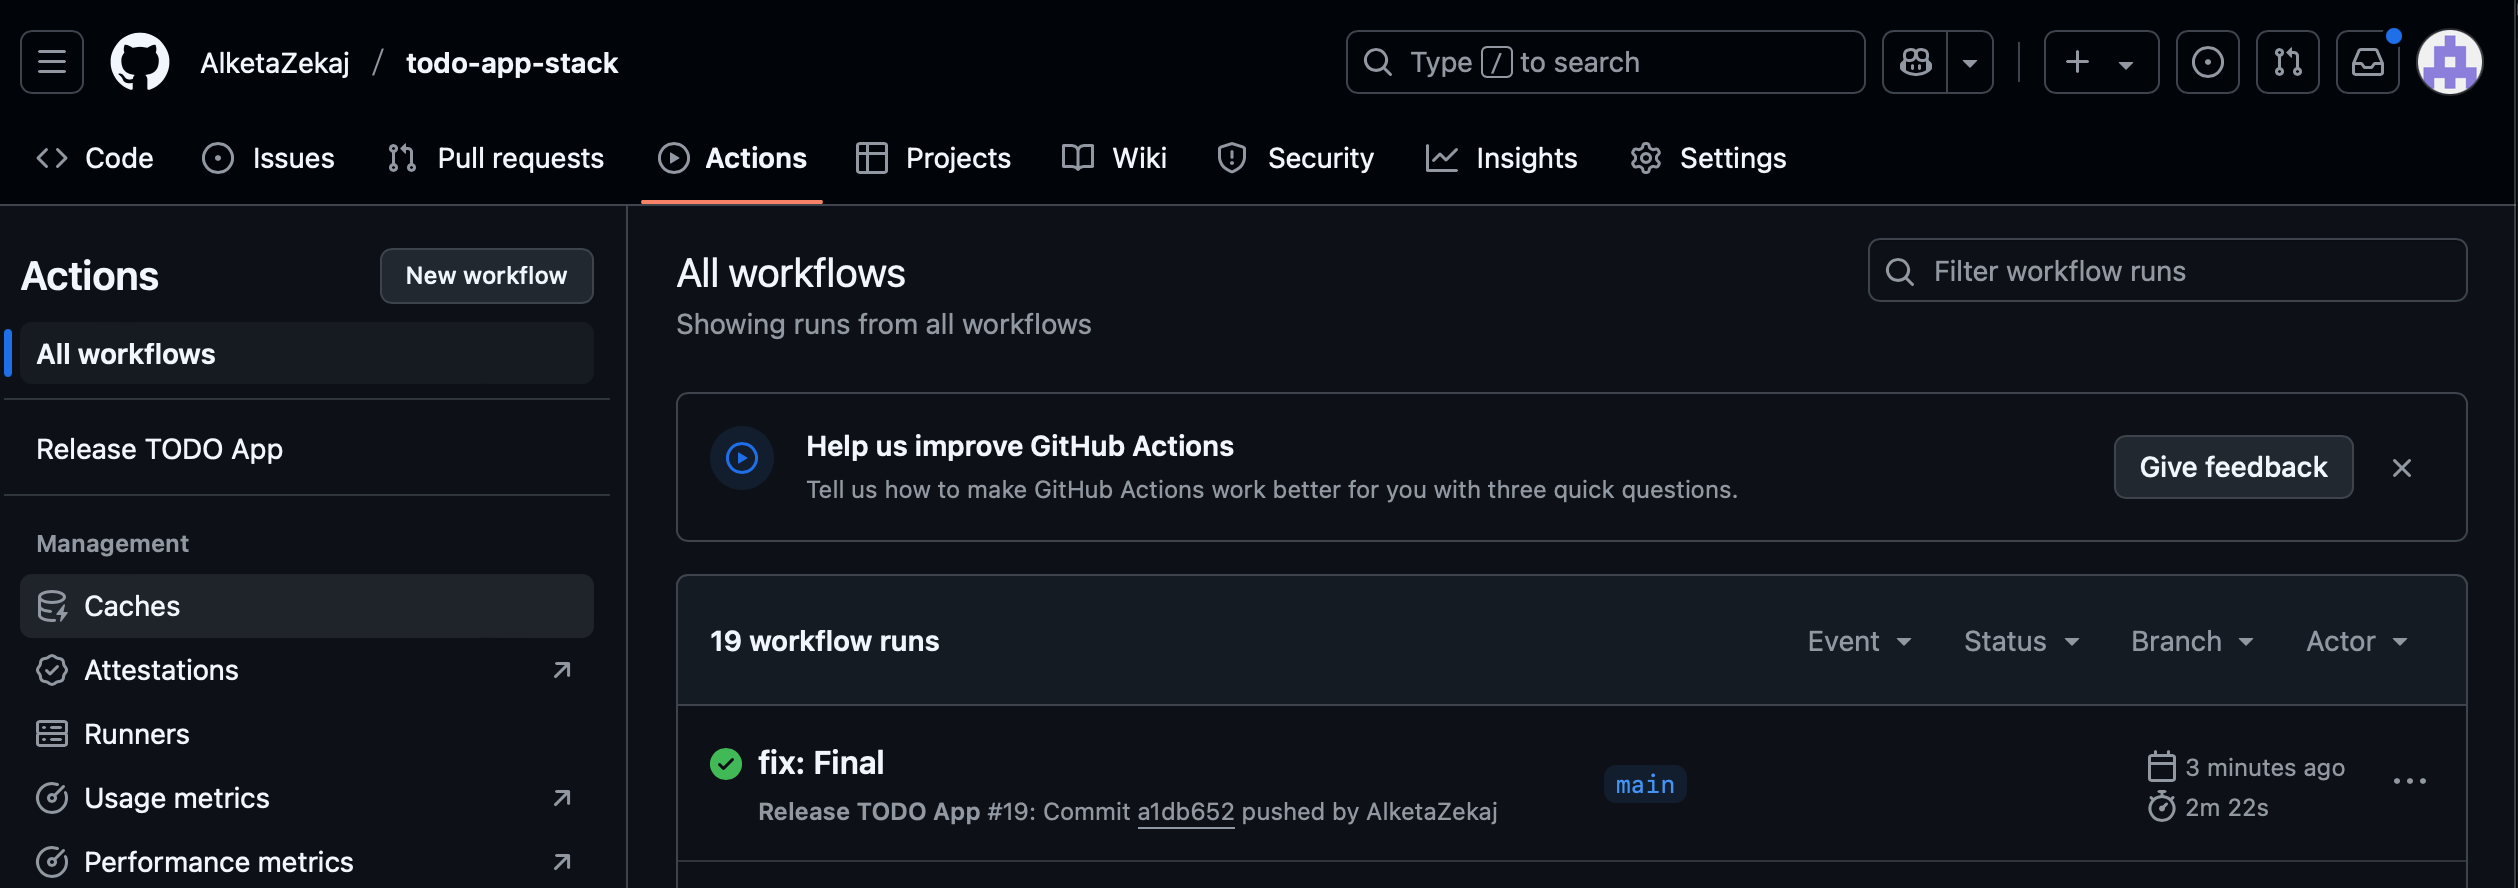 AlketaZekaj / todo-app-stack
Type / to search
Code
Issues
Pull requests
Actions
Projects
Wiki
Security
Insights
Settings
Actions
New workflow
All workflows
Release TODO App
Management
Caches
Attestations
Runners
Usage metrics
Performance metrics
All workflows
Showing runs from all workflows
Filter workflow runs
Help us improve GitHub Actions
Tell us how to make GitHub Actions work better for you with three quick questions.
Give feedback
19 workflow runs
Event
Status
Branch
Actor
fix: Final
Release TODO App #19: Commit a1db652 pushed by AlketaZekaj
main
3 minutes ago
2m 22s